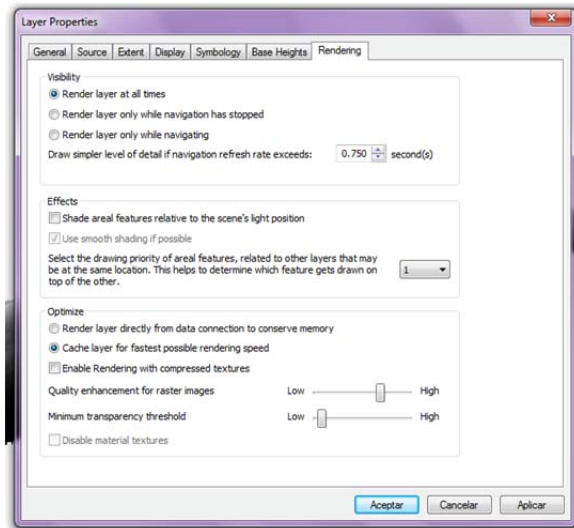 Layer Properties
General Source Extent Display Symbology Base Heights Rendering
Visibility
Render layer at all times
Render layer only while navigation has stopped
Render layer only while navigating
Draw simpler level of detail if navigation refresh rate exceeds: 0.750 second(s)
Effects
Shade areal features relative to the scene's light position
Use smooth shading if possible
Select the drawing priority of areal features, related to other layers that may
be at the same location. This helps to determine which feature gets drawn on
top of the other.
1
Optimize
Render layer directly from data connection to conserve memory
Cache layer for fastest possible rendering speed
Enable Rendering with compressed textures
Quality enhancement for raster images Low High
Minimum transparency threshold Low High
Disable material textures
Aceptar Cancelar Aplicar